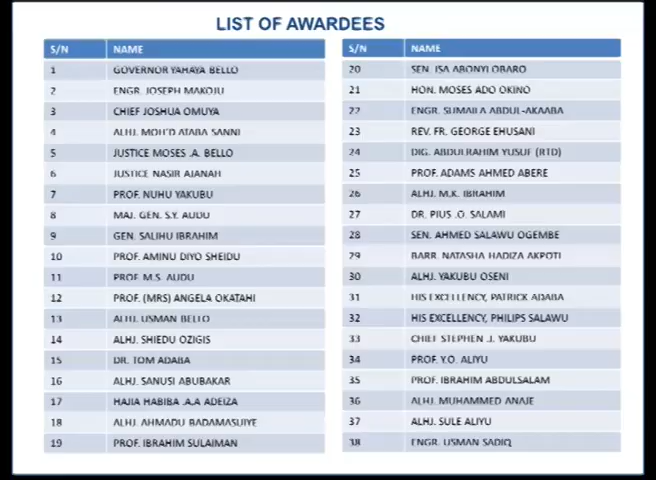 LIST OF AWARDEES
S/N NAME
1 GOVERNOR YAHAYA BELLO
2 ENGR. JOSEPH MAKOJU
3 CHIEF JOSHUA OMUYA
4 ALHJ. MOH'D ATABA SANNI
5 JUSTICE MOSES .A. BELLO
6 JUSTICE NASIR AJANAH
7 PROF. NUHU YAKUBU
8 MAJ. GEN. S.Y. AUDU
9 GEN. SALIHU IBRAHIM
10 PROF. AMINU DIYO SHEIDU
11 PROF M.S. AUDU
12 PROF. (MRS) ANGELA OKATAHI
13 ALHJ. USMAN BELLO
14 ALHJ. SHIEDU OZIGIS
15 DR. TOM ADABA
16 ALHJ. SANUSI ABUBAKAR
17 HAJIA HABIBA .A.A ADEIZA
18 ALHJ. AHMADU BADAMASUIYE
19 PROF. IBRAHIM SULAIMAN
S/N NAME
20 SEN. ISA ABONYI OBARO
21 HON. MOSES ADO OKINO
22 ENGR. SUMAILA ABDUL-AKAABA
23 REV. FR. GEORGE EHUSANI
24 DIG. ABDULRAHIM YUSUF (RTD)
25 PROF. ADAMS AHMED ABERE
26 ALHJ. M.K. IBRAHIM
27 DR. PIUS .O. SALAMI
28 SEN. AHMED SALAWU OGEMBE
29 BARR. NATASHA HADIZA AKPOTI
30 ALHJ. YAKUBU OSENI
31 HIS EXCELLENCY, PATRICK ADABA
32 HIS EXCELLENCY, PHILIPS SALAWU
33 CHIEF STEPHEN .J. YAKUBU
34 PROF. Y.O. ALIYU
35 PROF. IBRAHIM ABDULSALAM
36 ALHJ. MUHAMMED ANAJE
37 ALHJ. SULE ALIYU
38 ENGR. USMAN SADIQ